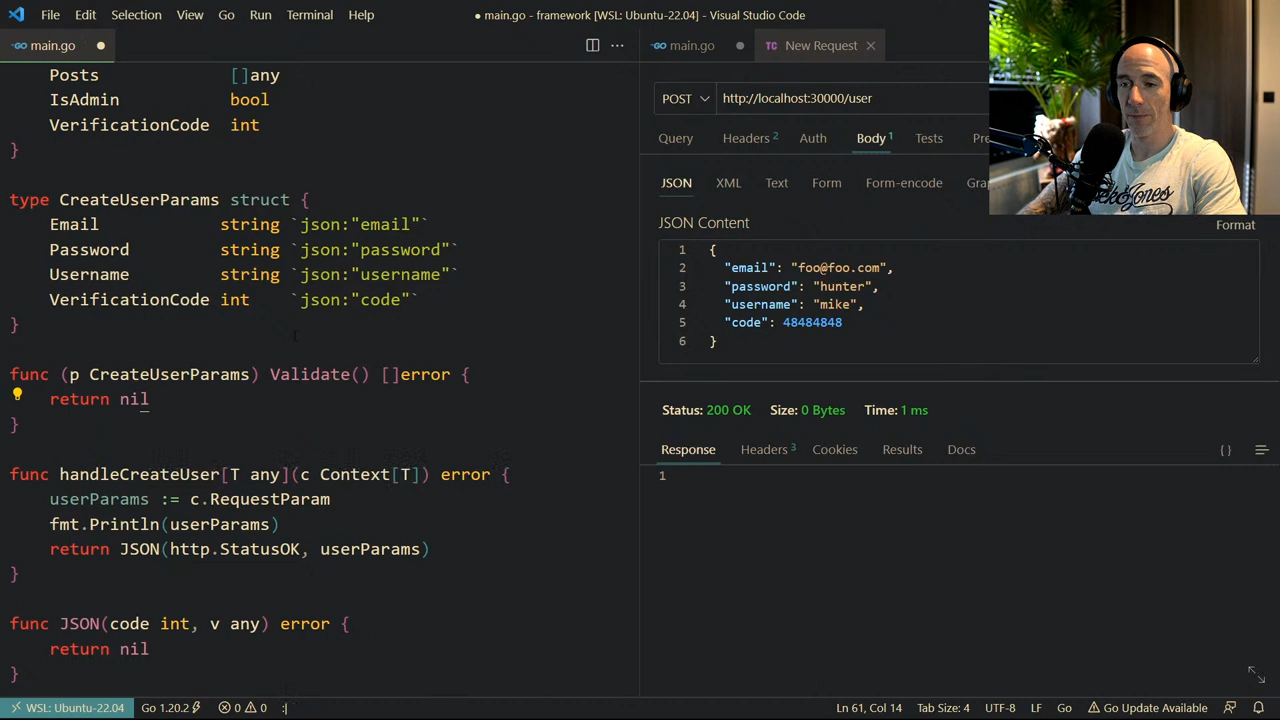 File Edit Selection View Go Run Terminal Help ● main.go - framework [WSL: Ubuntu-22.04] - Visual Studio Code
main.go
Posts []any
IsAdmin bool
VerificationCode int
}
type CreateUserParams struct {
Email string `json:"email"`
Password string `json:"password"`
Username string `json:"username"`
VerificationCode int `json:"code"`
}
func (p CreateUserParams) Validate() []error {
return nil
}
func handleCreateUser[T any](c Context[T]) error {
userParams := c.RequestParam
fmt.Println(userParams)
return JSON(http.StatusOK, userParams)
}
func JSON(code int, v any) error {
return nil
}
main.go TC New Request
POST http://localhost:30000/user
Query Headers 2 Auth Body 1 Tests Pre
JSON XML Text Form Form-encode Gra
JSON Content Format
1 {
2 "email": "foo@foo.com",
3 "password": "hunter",
4 "username": "mike",
5 "code": 48484848
6 }
Status: 200 OK Size: 0 Bytes Time: 1 ms
Response Headers 3 Cookies Results Docs { }
1
WSL: Ubuntu-22.04 Go 1.20.2 0 0 :| Ln 61, Col 14 Tab Size: 4 UTF-8 LF Go Go Update Available